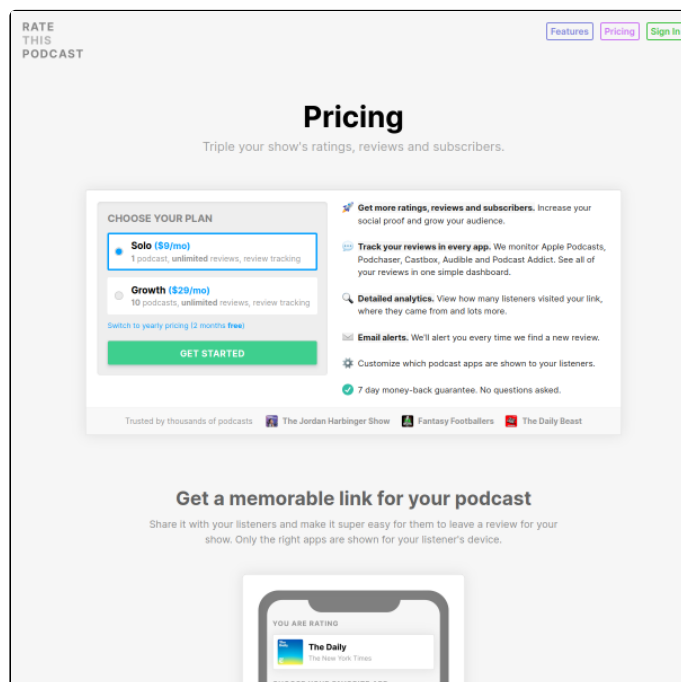 RATE
THIS
PODCAST
Features Pricing Sign In
Pricing
Triple your show's ratings, reviews and subscribers.
CHOOSE YOUR PLAN
Solo ($9/mo)
1 podcast, unlimited reviews, review tracking
Growth ($29/mo)
10 podcasts, unlimited reviews, review tracking
Switch to yearly pricing (2 months free)
GET STARTED
Get more ratings, reviews and subscribers. Increase your
social proof and grow your audience.
Track your reviews in every app. We monitor Apple Podcasts,
Podchaser, Castbox, Audible and Podcast Addict. See all of
your reviews in one simple dashboard.
Detailed analytics. View how many listeners visited your link,
where they came from and lots more.
Email alerts. We'll alert you every time we find a new review.
Customize which podcast apps are shown to your listeners.
7 day money-back guarantee. No questions asked.
Trusted by thousands of podcasts The Jordan Harbinger Show Fantasy Footballers The Daily Beast
Get a memorable link for your podcast
Share it with your listeners and make it super easy for them to leave a review for your
show. Only the right apps are shown for your listener's device.
YOU ARE RATING
The Daily
The New York Times